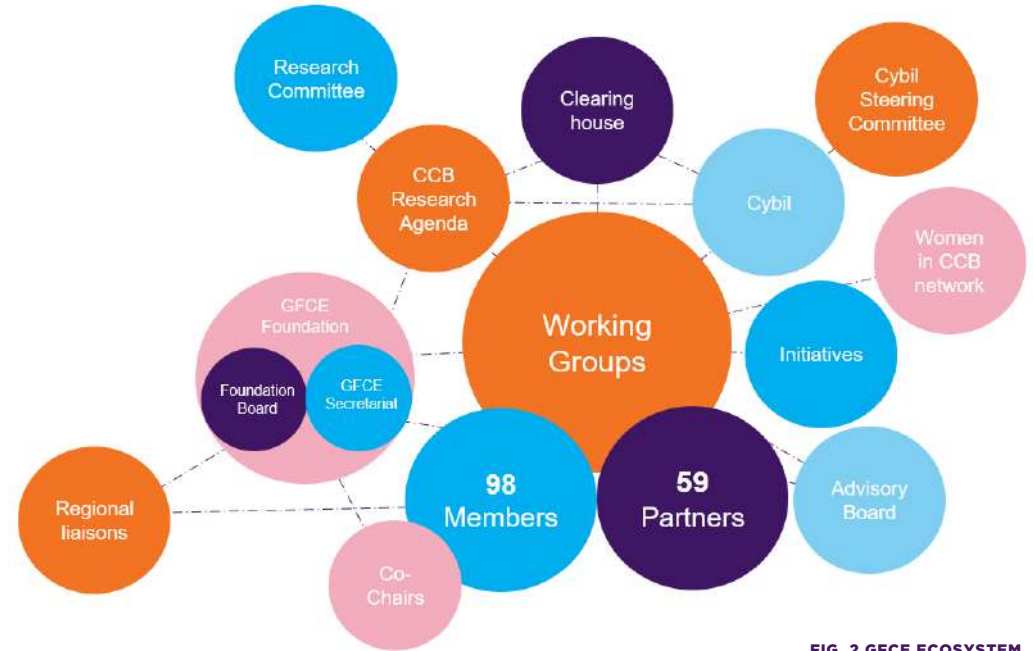 Research
Committee
Clearing
house
Cybil
Steering
Committee
CCB
Research
Agenda
Cybil
Women
in CCB
network
GFCE
Foundation
Working
Groups
Initiatives
Foundation
Board
GFCE
Secretariat
98
Members
59
Partners
Advisory
Board
Regional
liaisons
Co-
Chairs
FIG. 2 GFCE ECOSYSTEM